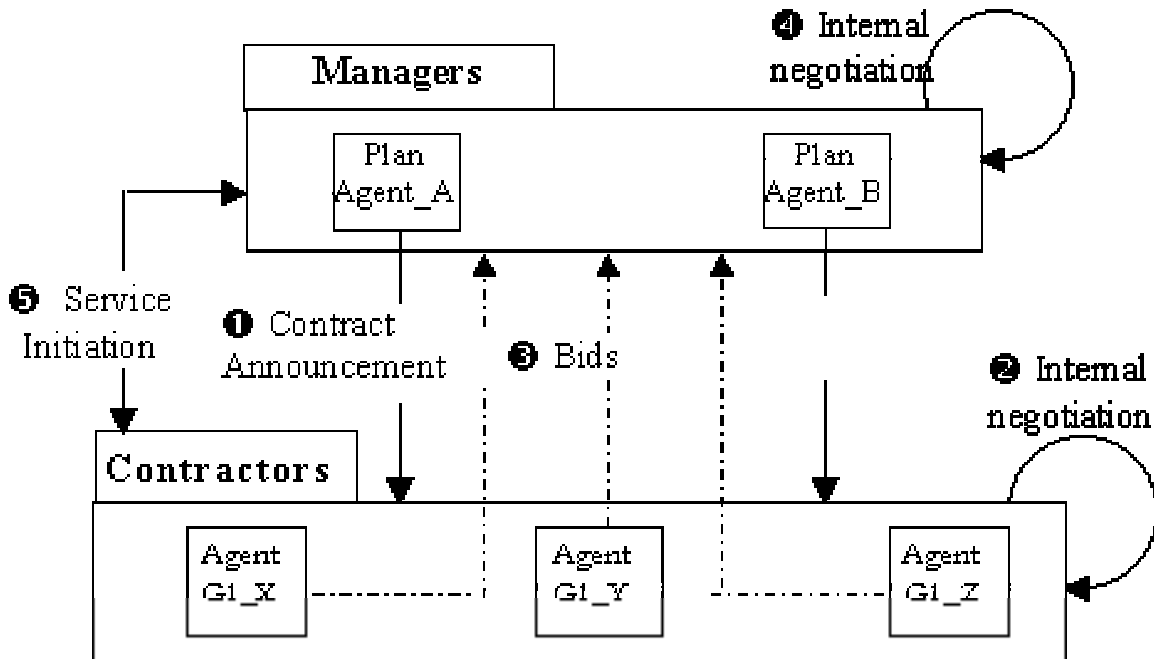 ❹ Internal
negotiation
Managers
Plan
Agent_A
Plan
Agent_B
❺ Service
Initiation
❶ Contract
Announcement
❸ Bids
❷ Internal
negotiation
Contractors
Agent
G1_X
Agent
G1_Y
Agent
G1_Z